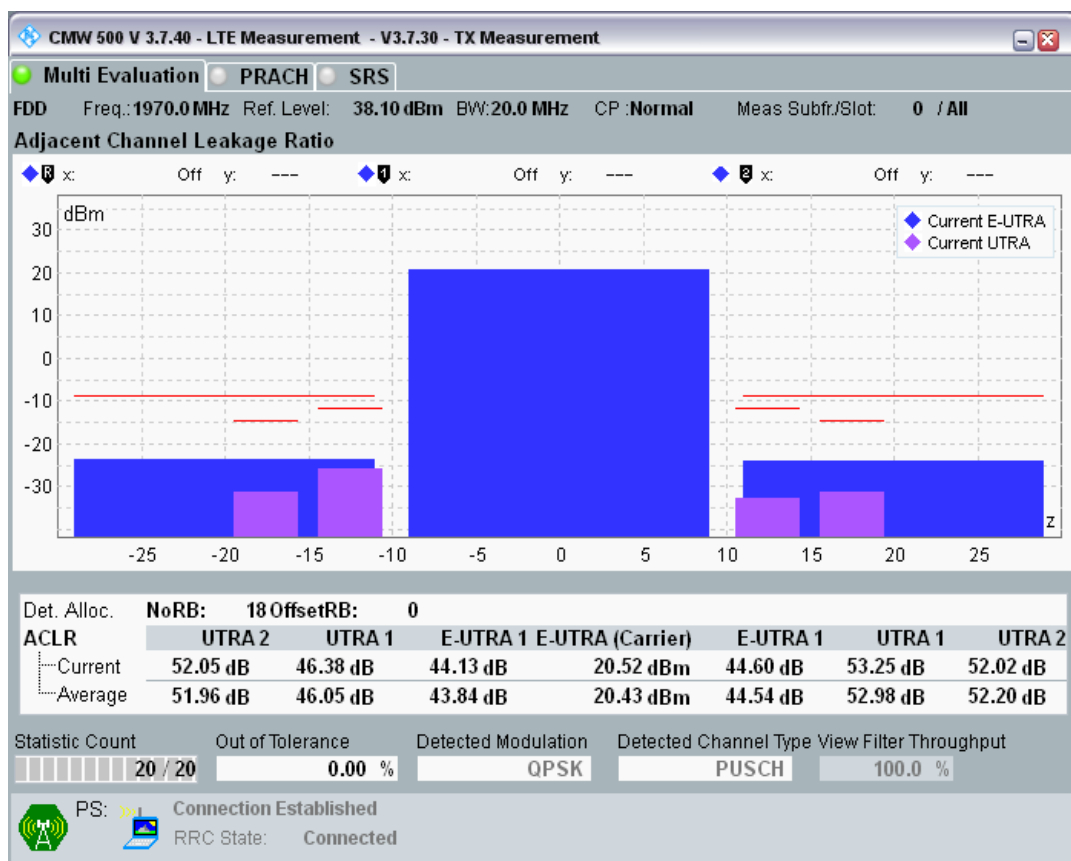 CMW 500 V 3.7.40 - LTE Measurement - V3.7.30 - TX Measurement
Multi Evaluation PRACH SRS
FDD Freq.: 1970.0 MHz Ref. Level: 38.10 dBm BW: 20.0 MHz CP : Normal Meas Subfr./Slot: 0 / All
Adjacent Channel Leakage Ratio
R x: Off y: --- 1 x: Off y: --- 2 x: Off y: ---
dBm
Current E-UTRA
Current UTRA
30
20
10
0
-10
-20
-30
z
-25 -20 -15 -10 -5 0 5 10 15 20 25
Det. Alloc. NoRB: 18 OffsetRB: 0
ACLR UTRA 2 UTRA 1 E-UTRA 1 E-UTRA (Carrier) E-UTRA 1 UTRA 1 UTRA 2
Current 52.05 dB 46.38 dB 44.13 dB 20.52 dBm 44.60 dB 53.25 dB 52.02 dB
Average 51.96 dB 46.05 dB 43.84 dB 20.43 dBm 44.54 dB 52.98 dB 52.20 dB
Statistic Count Out of Tolerance Detected Modulation Detected Channel Type View Filter Throughput
20 / 20 0.00 % QPSK PUSCH 100.0 %
PS: Connection Established
RRC State: Connected